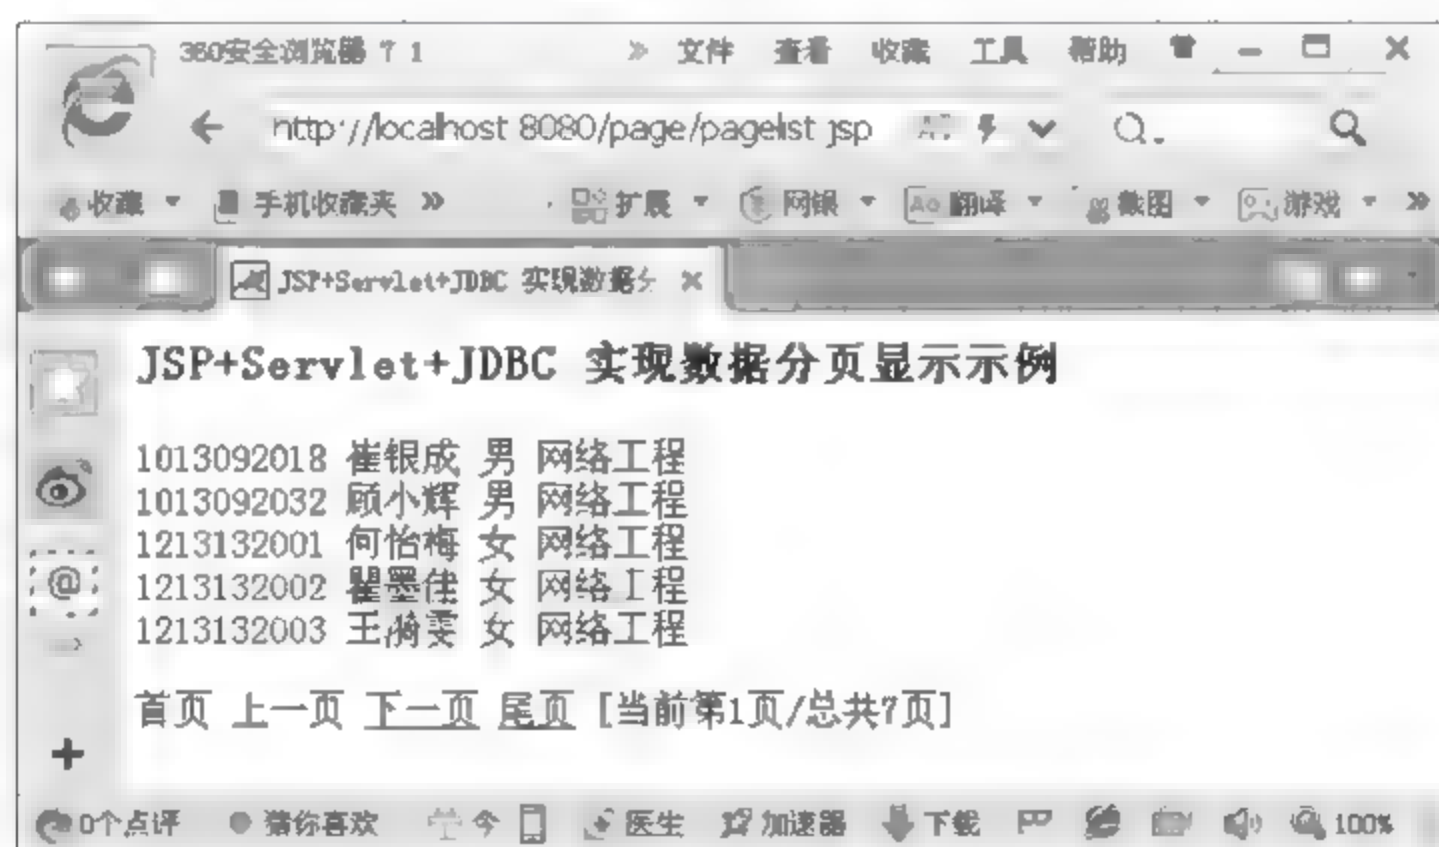 360安全浏览器 7 1 » 文件 查看 收藏 工具 帮助
http://localhost 8080/page/pagelist jsp
收藏 手机收藏夹 » 扩展 网银 翻译 截图 游戏 »
JSP+Servlet+JDBC 实现数据分
JSP+Servlet+JDBC 实现数据分页显示示例
1013092018 崔银成 男 网络工程
1013092032 顾小辉 男 网络工程
1213132001 何怡梅 女 网络工程
1213132002 瞿墨佳 女 网络工程
1213132003 王漪雯 女 网络工程
首页 上一页 下一页 尾页 [当前第1页/总共7页]
0个点评 猜你喜欢 今 医生 加速器 下载 100%